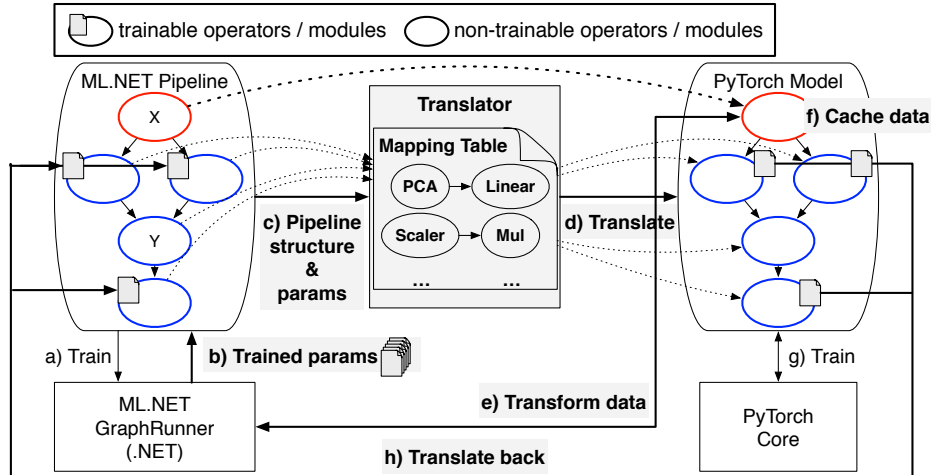 trainable operators / modules
non-trainable operators / modules
ML.NET Pipeline
PyTorch Model
X
Translator
f) Cache data
Mapping Table
PCA
Linear
c) Pipeline
structure
&
params
d) Translate
Scaler
Mul
Y
... ...
a) Train
b) Trained params
g) Train
ML.NET
GraphRunner
(.NET)
e) Transform data
PyTorch
Core
h) Translate back